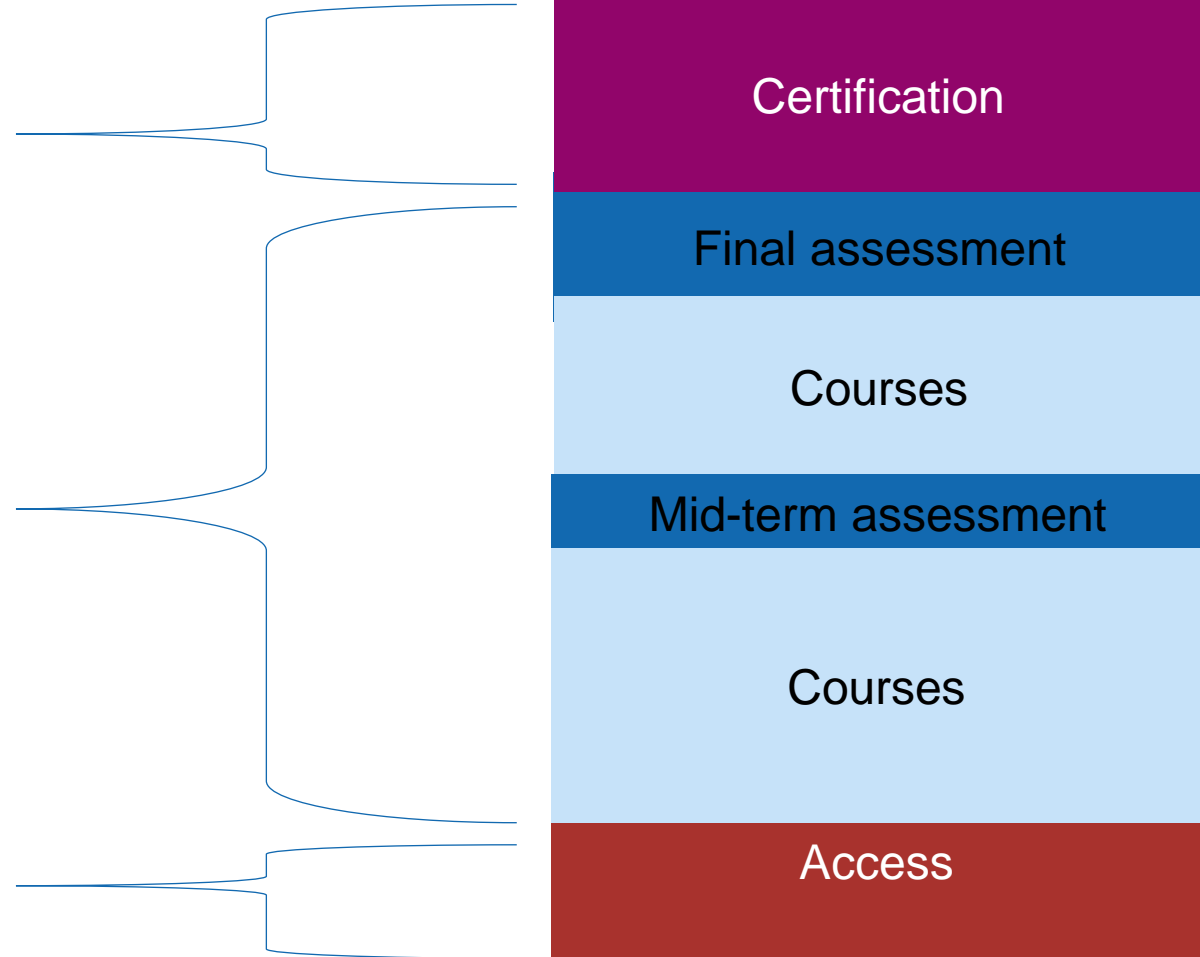 Certification
Final assessment
Courses
Mid-term assessment
Courses
Access